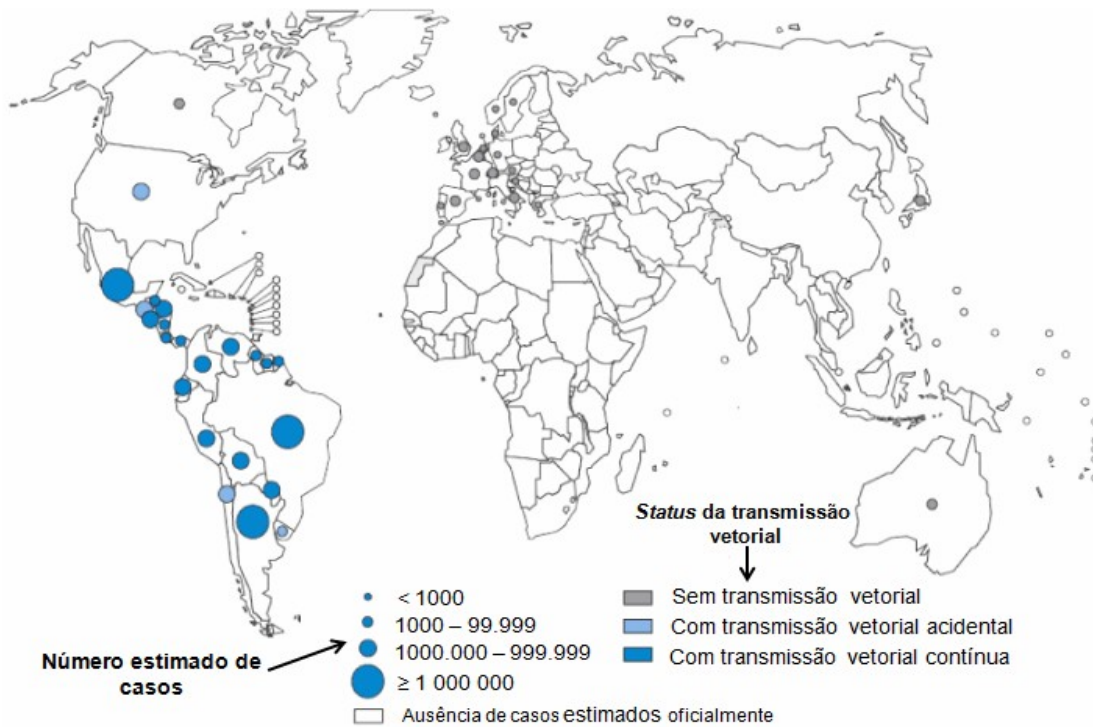 Status da transmissão
vetorial
Sem transmissão vetorial
Com transmissão vetorial acidental
Com transmissão vetorial contínua
Número estimado de
casos
< 1000
1000 – 99.999
1000.000 – 999.999
≥ 1 000 000
Ausência de casos estimados oficialmente